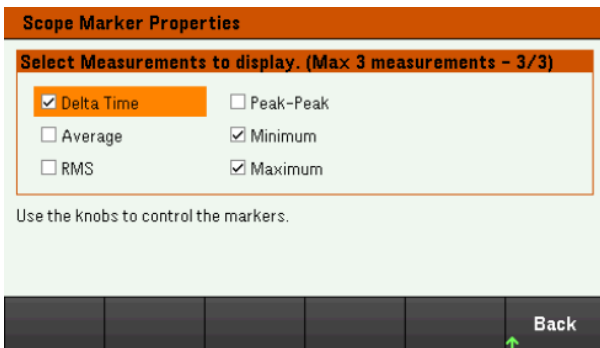 Scope Marker Properties
Select Measurements to display. (Max 3 measurements - 3/3)
Delta Time
Peak-Peak
Average
Minimum
RMS
Maximum
Use the knobs to control the markers.
Back